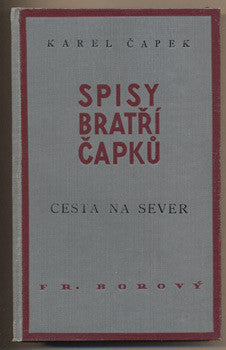 KAREL ČAPEK
SPISY
BRATŘÍ
ČAPKŮ
CESTA NA SEVER
FR. BOROVÝ